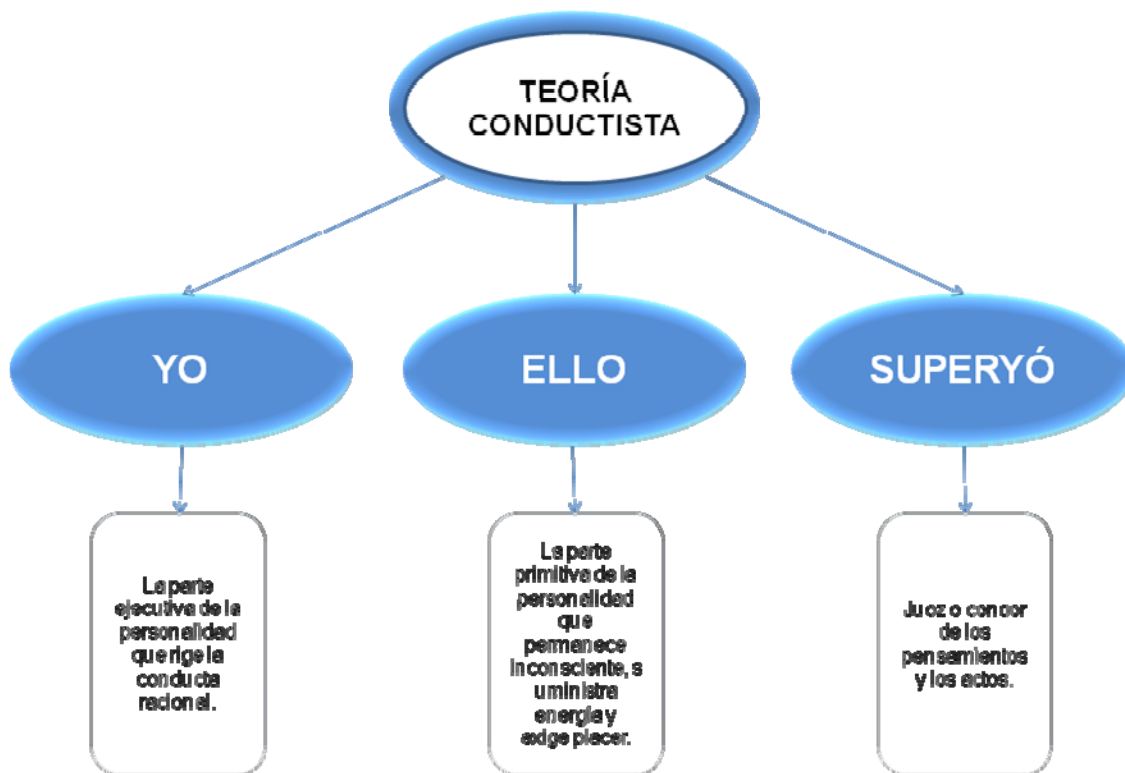 TEORÍA
CONDUCTISTA
YO
ELLO
SUPERYÓ
La parte
ejecutiva de la
personalidad
que rige la
conducta
racional.
La parte
primitiva de la
personalidad
que
permanece
inconsciente, s
uministra
energía y
exige placer.
Juez o censor
de los
pensamientos
y los actos.